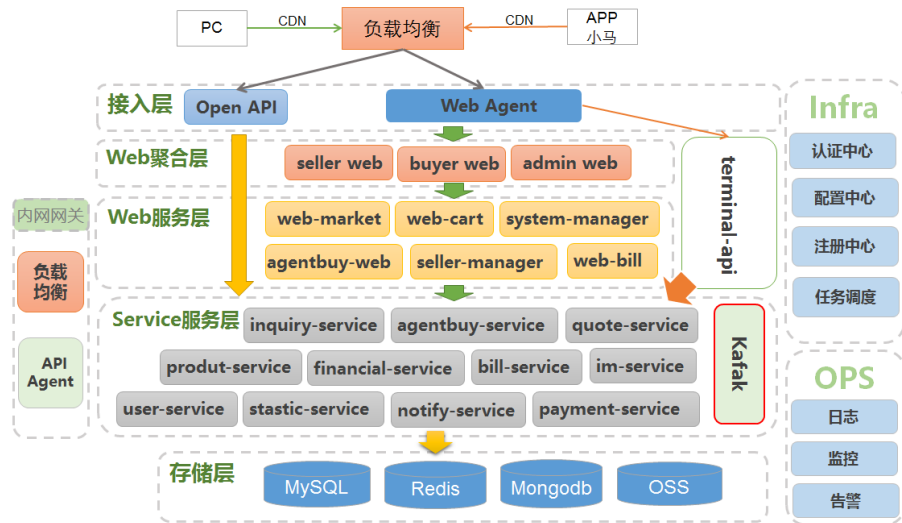 PC
CDN
负载均衡
CDN
APP
小马
接入层
Open API
Web Agent
Web聚合层
seller web
buyer web
admin web
terminal-api
Web服务层
web-market
web-cart
system-manager
agentbuy-web
seller-manager
web-bill
内网网关
负载
均衡
API
Agent
Service服务层
inquiry-service
agentbuy-service
quote-service
produt-service
financial-service
bill-service
im-service
user-service
stastic-service
notify-service
payment-service
Kafak
存储层
MySQL
Redis
Mongodb
OSS
Infra
认证中心
配置中心
注册中心
任务调度
OPS
日志
监控
告警